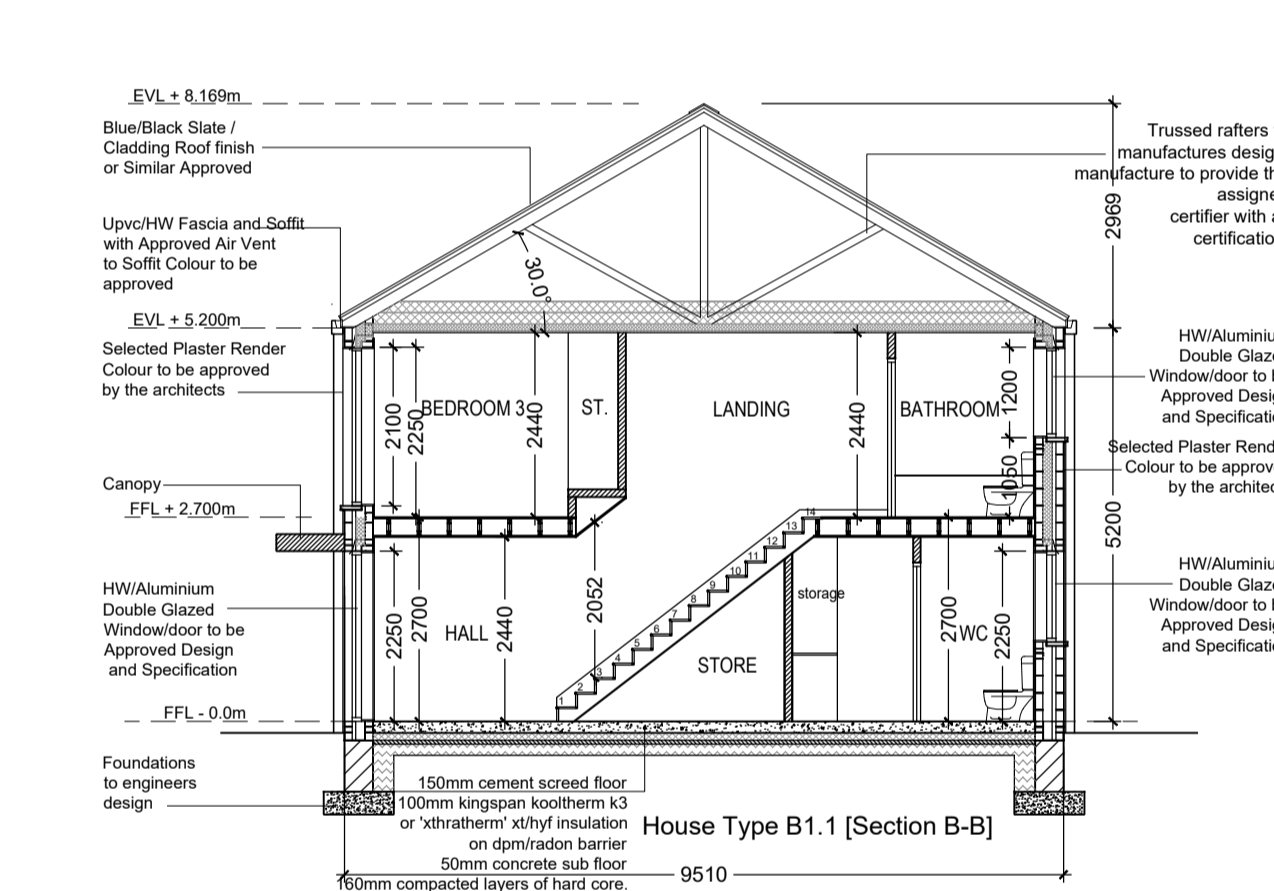 EVL + 8.169m
Blue/Black Slate /
Cladding Roof finish
or Similar Approved
Upvc/HW Fascia and Soffit
with Approved Air Vent
to Soffit Colour to be
approved
EVL + 5.200m
Selected Plaster Render
Colour to be approved
by the architects
Canopy
FFL + 2.700m
HW/Aluminium
Double Glazed
Window/door to be
Approved Design
and Specification
FFL - 0.0m
Foundations
to engineers
design
30.0°
2100
2250
BEDROOM 3
2440
ST.
LANDING
2440
BATHROOM
1200
1050
2250
2700
HALL
2440
2052
1
2
3
4
5
6
7
8
9
10
11
12
13
14
STORE
storage
2700
WC
2250
Trussed rafters
manufactures desig
manufacture to provide th
assigne
certifier with a
certificatio
2969
5200
HW/Aluminiu
Double Glaze
Window/door to b
Approved Desig
and Specificatio
Selected Plaster Rend
Colour to be approv
by the architec
HW/Aluminiu
Double Glaze
Window/door to b
Approved Desig
and Specificati
150mm cement screed floor
100mm kingspan kooltherm k3
or 'xthratherm' xt/hyf insulation
on dpm/radon barrier
50mm concrete sub floor
160mm compacted layers of hard core.
House Type B1.1 [Section B-B]
9510